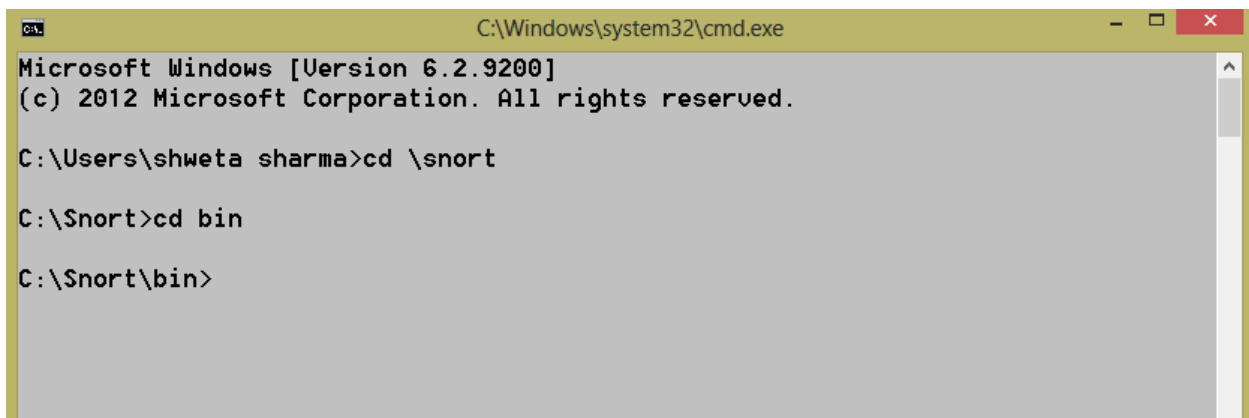 C:\Windows\system32\cmd.exe
Microsoft Windows [Version 6.2.9200]
(c) 2012 Microsoft Corporation. All rights reserved.
C:\Users\shweta sharma>cd \snort
C:\Snort>cd bin
C:\Snort\bin>